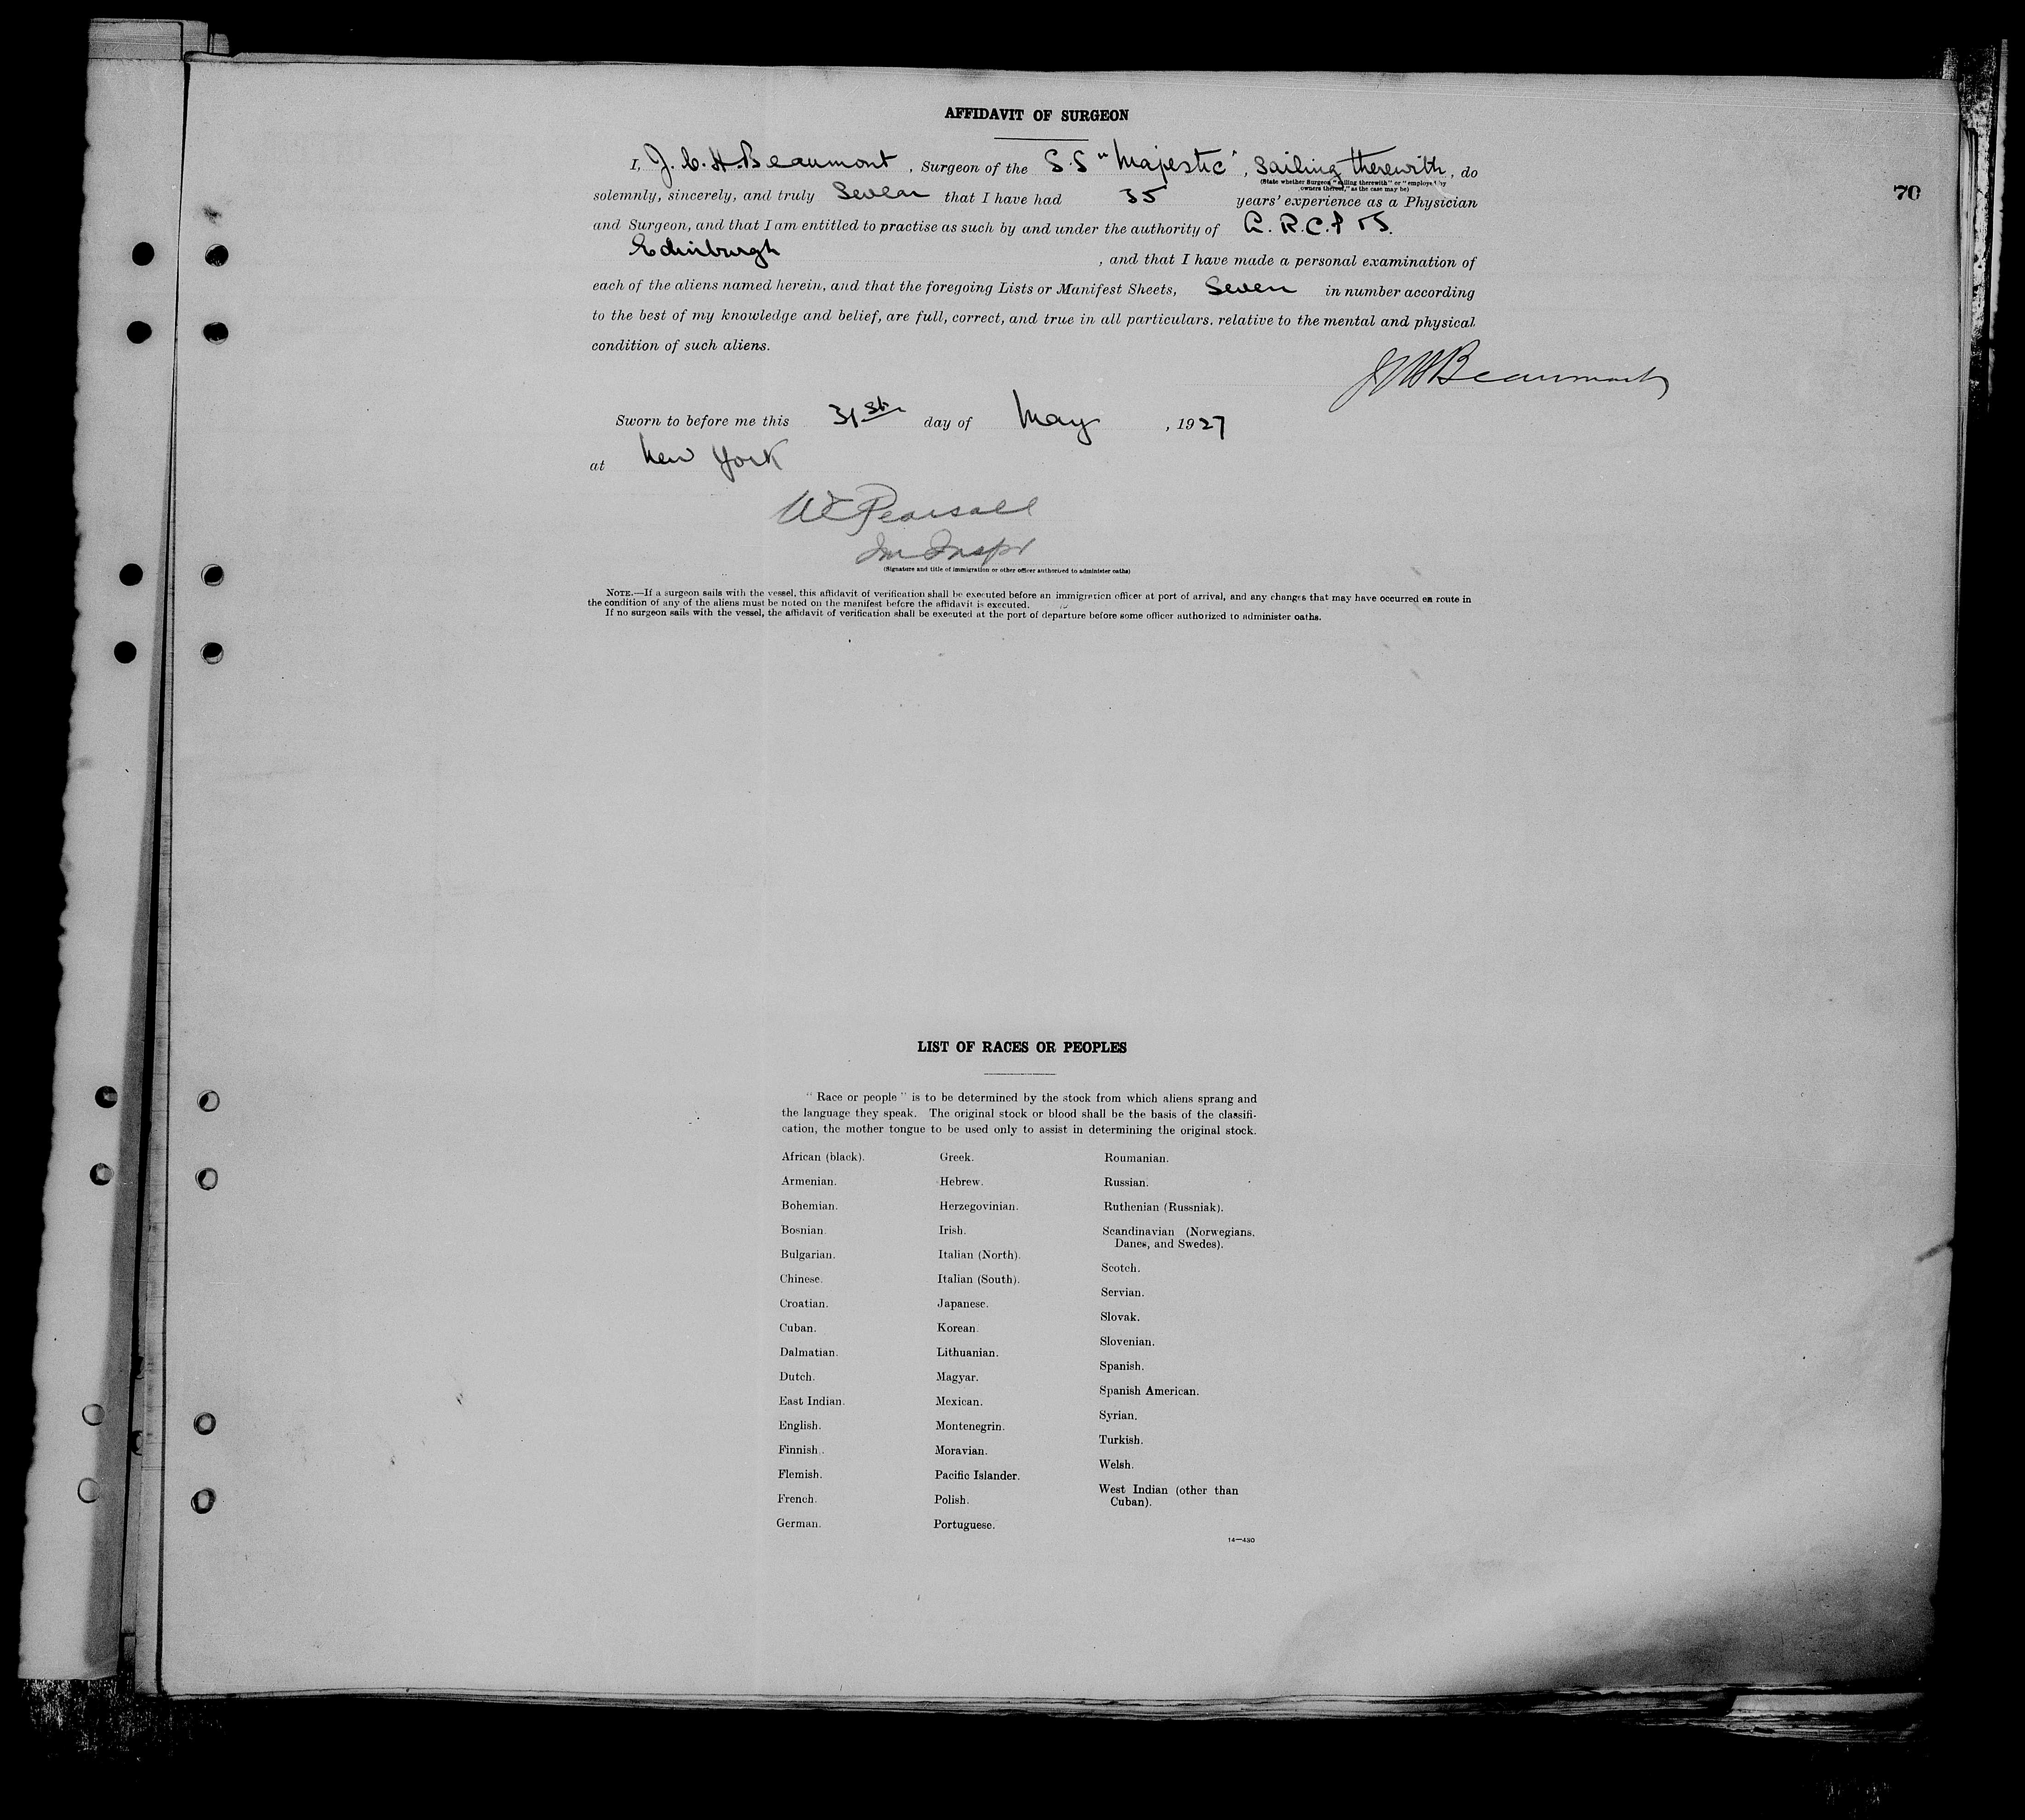 AFFIDAVIT OF SURGEON
I, J. C. H Beaumont, Surgeon of the S.S "Majestic", Sailing therewith, do
(State whether Surgeon "sailing therewith" or "employed by owners thereof," as the case may be)
70
solemnly, sincerely, and truly Swear that I have had 35 years' experience as a Physician
and Surgeon, and that I am entitled to practise as such by and under the authority of R.C.P
Edinburgh, and that I have made a personal examination of
each of the aliens named herein, and that the foregoing Lists or Manifest Sheets, Seven in number according
to the best of my knowledge and belief, are full, correct, and true in all particulars. relative to the mental and physical
condition of such aliens.
Beaumont
Sworn to before me this 31st day of May, 1927
at New York
W Pearsall
Im Inspr
(Signature and title of immigration or other officer authorized to administer oaths)
NOTE.—If a surgeon sails with the vessel, this affidavit of verification shall be executed before an immigration officer at port of arrival, and any changes that may have occurred en route in
the condition of any of the aliens must be noted on the manifest before the affidavit is executed.
If no surgeon sails with the vessel, the affidavit of verification shall be executed at the port of departure before some officer authorized to administer oaths.
LIST OF RACES OR PEOPLES
"Race or people" is to be determined by the stock from which aliens sprang and
the language they speak. The original stock or blood shall be the basis of the classifi-
cation, the mother tongue to be used only to assist in determining the original stock.
African (black).
Armenian.
Bohemian.
Bosnian.
Bulgarian.
Chinese.
Croatian.
Cuban.
Dalmatian.
Dutch.
East Indian.
English.
Finnish.
Flemish.
French.
German.
Greek.
Hebrew.
Herzegovinian.
Irish.
Italian (North).
Italian (South).
Japanese.
Korean.
Lithuanian.
Magyar.
Mexican.
Montenegrin.
Moravian.
Pacific Islander.
Polish.
Portuguese.
Roumanian.
Russian.
Ruthenian (Russniak).
Scandinavian (Norwegians.
Danes, and Swedes).
Scotch.
Servian.
Slovak.
Slovenian.
Spanish.
Spanish American.
Syrian.
Turkish.
Welsh.
West Indian (other than
Cuban).
14—430